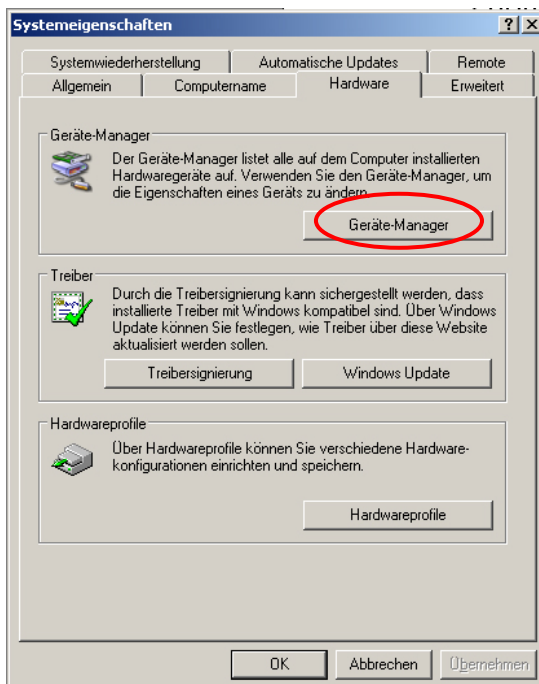 Systemeigenschaften
Systemwiederherstellung Automatische Updates Remote
Allgemein Computername Hardware Erweitert
Geräte-Manager
Der Geräte-Manager listet alle auf dem Computer installierten
Hardwaregeräte auf. Verwenden Sie den Geräte-Manager, um
die Eigenschaften eines Geräts zu ändern.
Geräte-Manager
Treiber
Durch die Treibersignierung kann sichergestellt werden, dass
installierte Treiber mit Windows kompatibel sind. Über Windows
Update können Sie festlegen, wie Treiber über diese Website
aktualisiert werden sollen.
Treibersignierung Windows Update
Hardwareprofile
Über Hardwareprofile können Sie verschiedene Hardware-
konfigurationen einrichten und speichern.
Hardwareprofile
OK Abbrechen Übernehmen